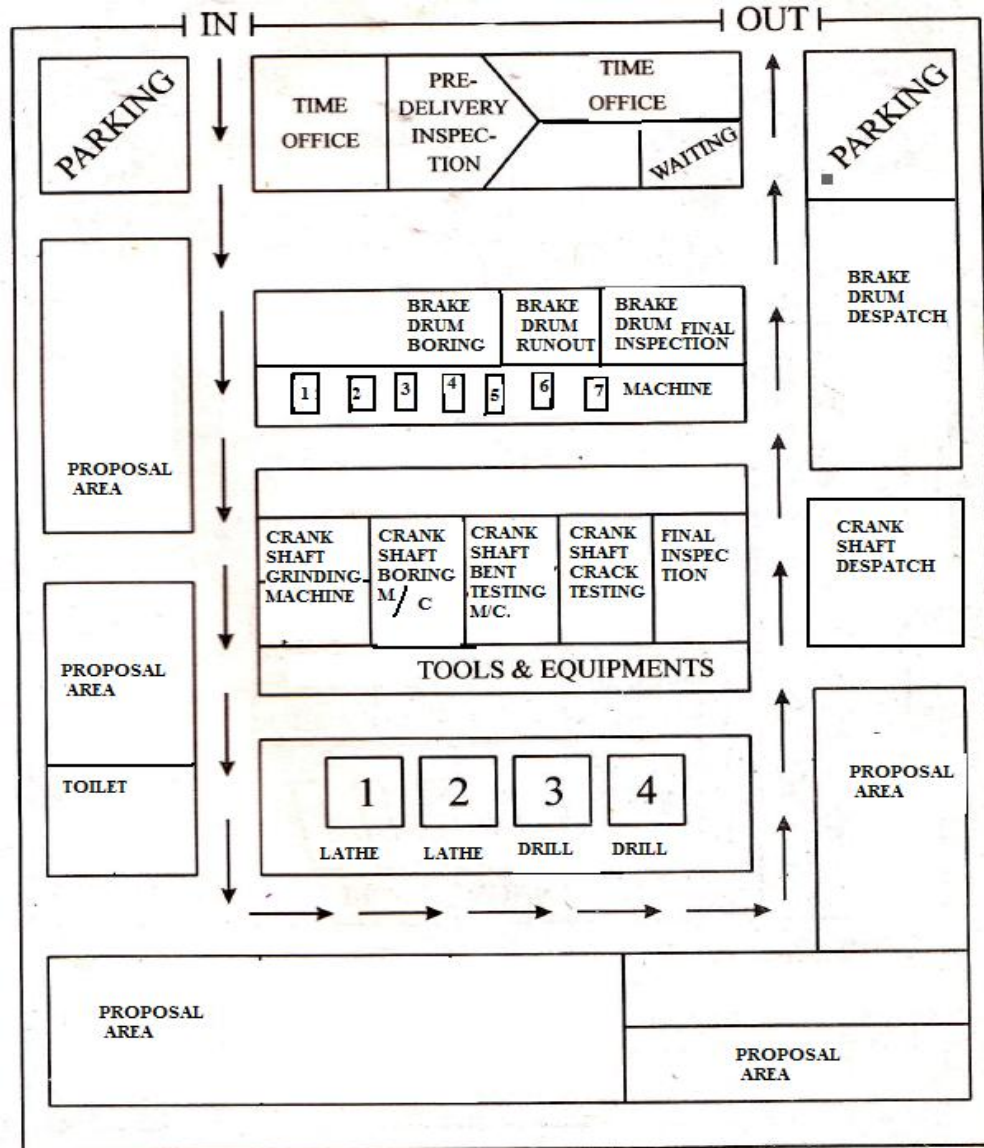 IN
OUT
PARKING
TIME
OFFICE
PRE-
DELIVERY
INSPEC-
TION
TIME
OFFICE
WAITING
PARKING
BRAKE
DRUM
DESPATCH
PROPOSAL
AREA
BRAKE
DRUM
BORING
BRAKE
DRUM
RUNOUT
BRAKE
DRUM FINAL
INSPECTION
1 2 3 4 5 6 7 MACHINE
CRANK
SHAFT
GRINDING
MACHINE
CRANK
SHAFT
BORING
M/C
CRANK
SHAFT
BENT
TESTING
M/C.
CRANK
SHAFT
CRACK
TESTING
FINAL
INSPEC
TION
TOOLS & EQUIPMENTS
CRANK
SHAFT
DESPATCH
PROPOSAL
AREA
TOILET
1 2 3 4
LATHE LATHE DRILL DRILL
PROPOSAL
AREA
PROPOSAL
AREA
PROPOSAL
AREA